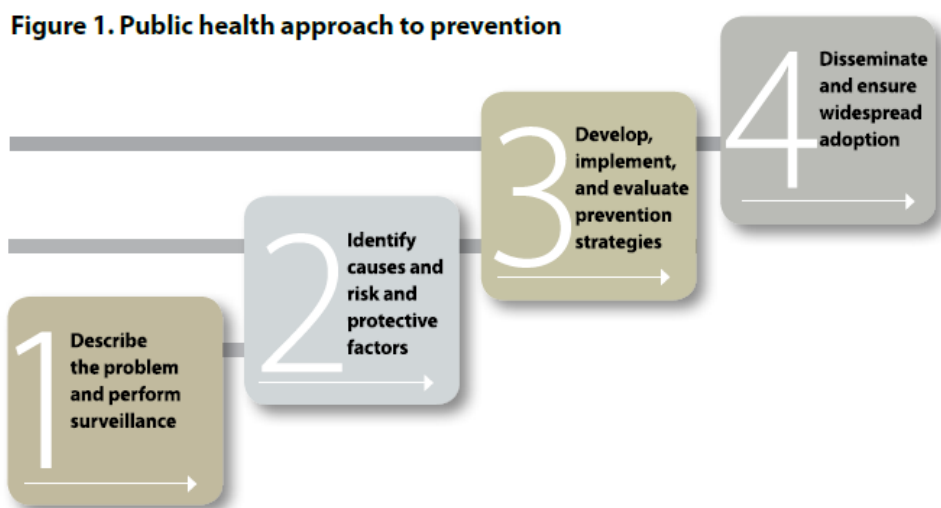 Figure 1. Public health approach to prevention
1
Describe
the problem
and perform
surveillance
2
Identify
causes and
risk and
protective
factors
3
Develop,
implement,
and evaluate
prevention
strategies
4
Disseminate
and ensure
widespread
adoption